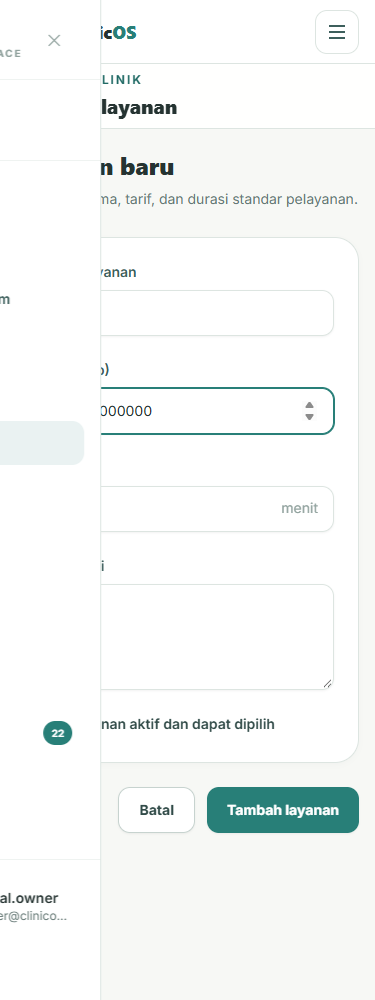 icOS
ACE
LINIK
layanan
n baru
ma, tarif, dan durasi standar pelayanan.
yanan
m
o)
000000
menit
i
nan aktif dan dapat dipilih
22
Batal
Tambah layanan
al.owner
er@clinico...